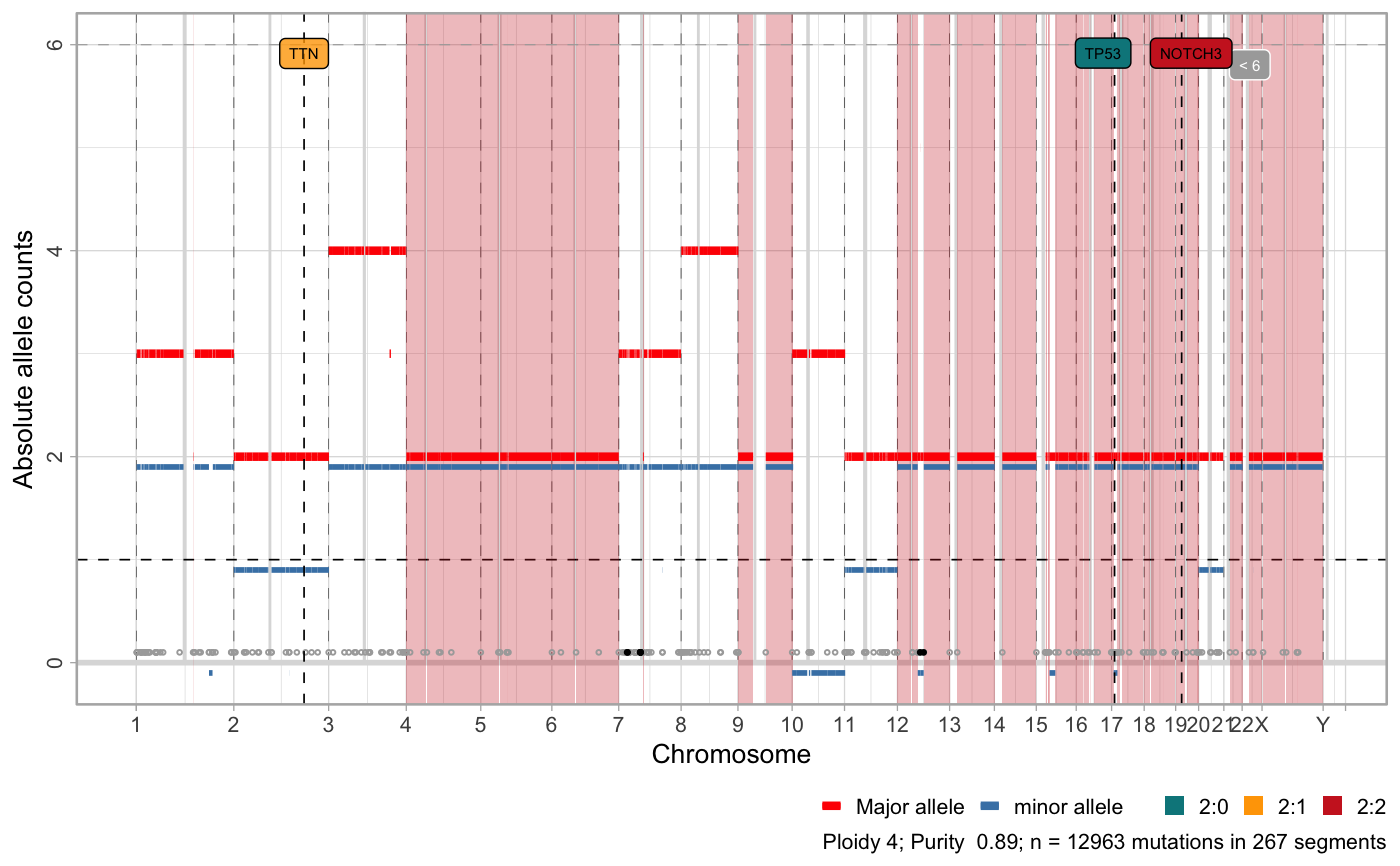 TTN
TP53
NOTCH3
< 6
6
4
2
0
Absolute allele counts
1 2 3 4 5 6 7 8 9 10 11 12 13 14 15 16 17 18 19 20 21 22 X Y
Chromosome
Major allele minor allele 2:0 2:1 2:2
Ploidy 4; Purity 0.89; n = 12963 mutations in 267 segments